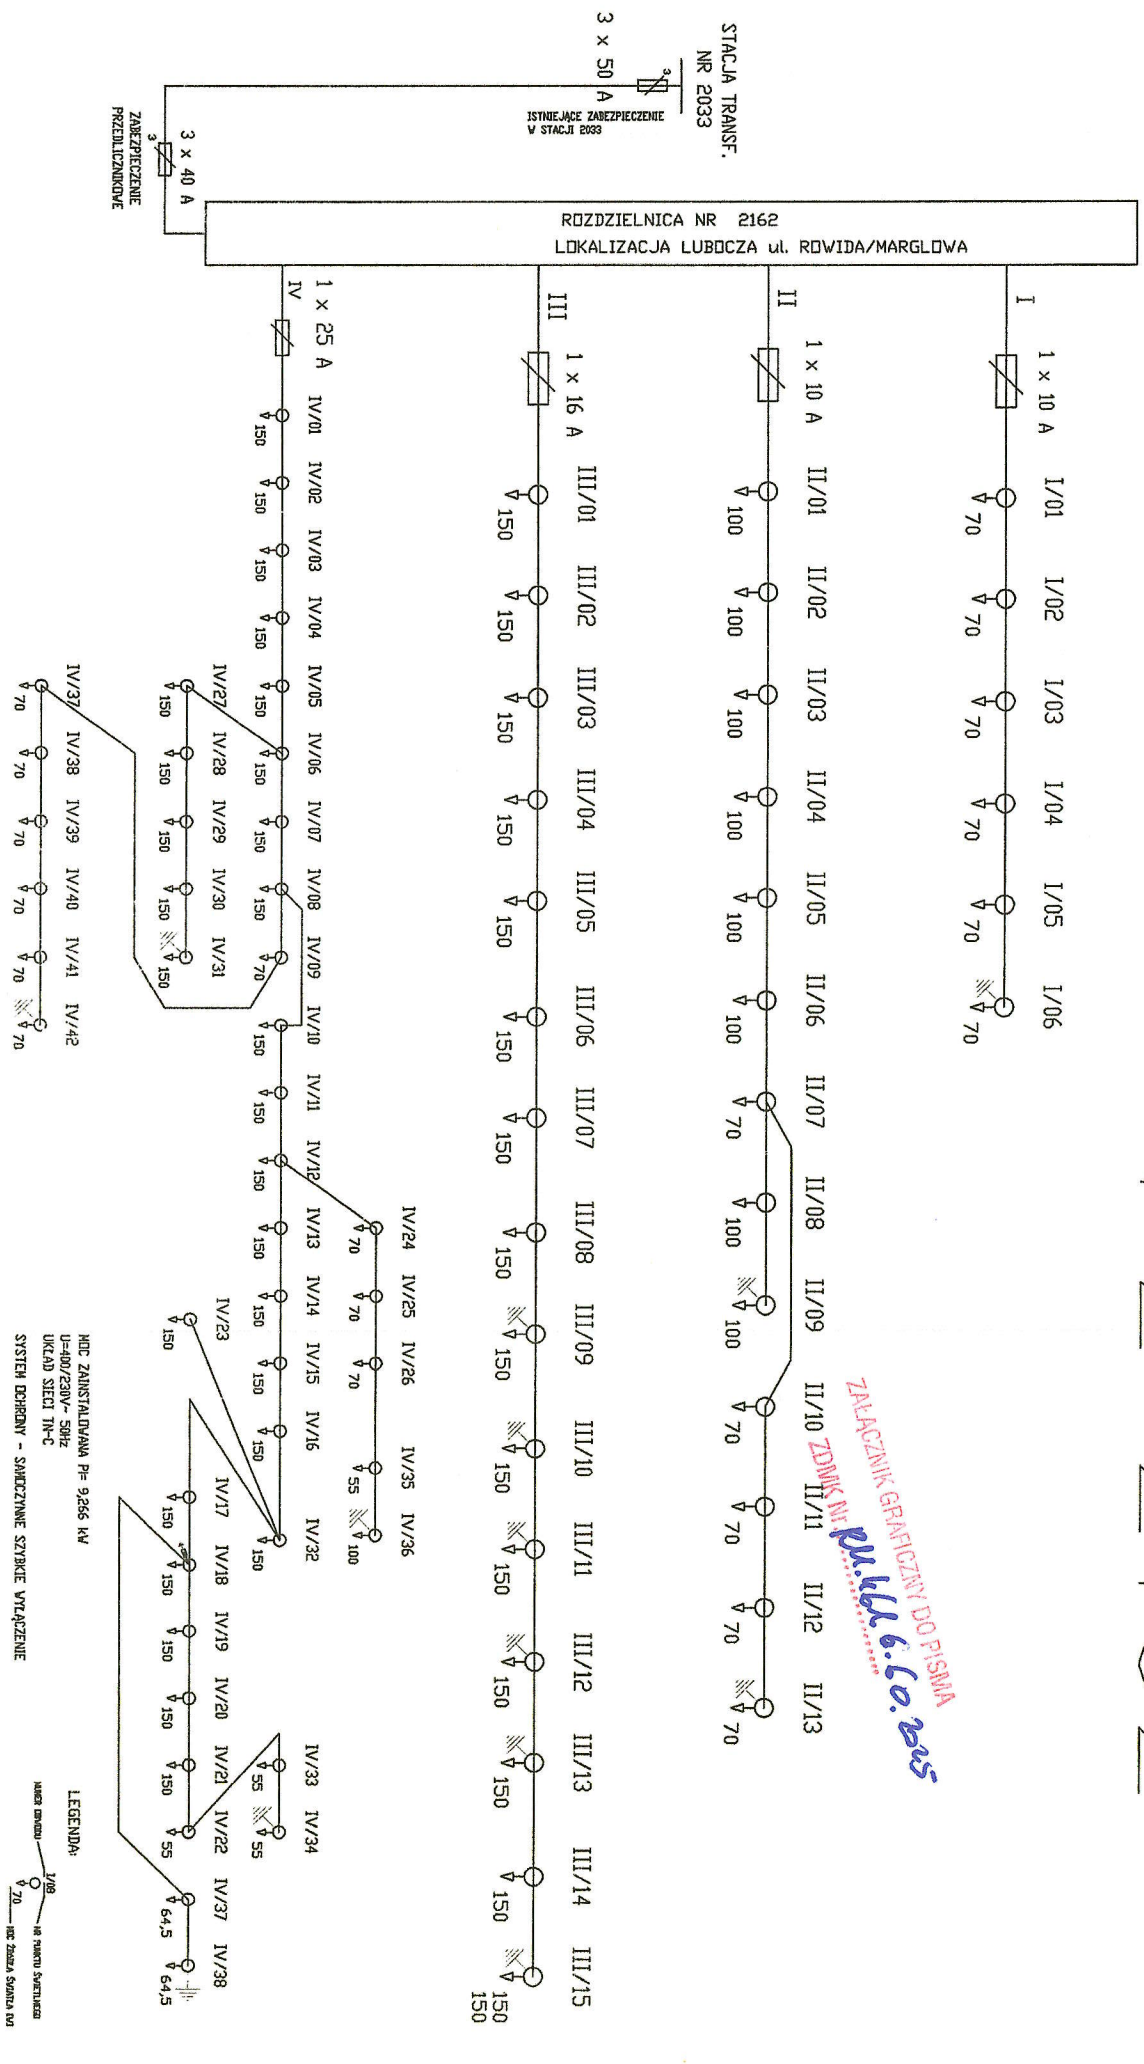 STACJA TRANSF.
NR 2033
3 x 50 A
3
ISTNIEJĄCE ZABEZPIECZENIE
W STACJI 2033
3 x 40 A
3
ZABEZPIECZENIE
PRZEDLICZNIKOWE
ROZDZIELNICA NR 2162
LOKALIZACJA LUBOCZA ul. ROWIDA/MARGLOWA
I
1 x 10 A
I/01 I/02 I/03 I/04 I/05 I/06
70 70 70 70 70 70
II
1 x 10 A
II/01 II/02 II/03 II/04 II/05 II/06 II/07 II/08 II/09 II/10 II/11 II/12 II/13
100 100 100 100 100 100 70 100 100 70 70 70 70
ZAŁĄCZNIK GRAFICZNY DO PISMA
ZDMK Nr
III
1 x 16 A
III/01 III/02 III/03 III/04 III/05 III/06 III/07 III/08 III/09 III/10 III/11 III/12 III/13 III/14 III/15
150 150 150 150 150 150 150 150 150 150 150 150 150 150 150
150
IV/24 IV/25 IV/26 IV/35 IV/36
70 70 70 55 100
1 x 25 A
IV
IV/01 IV/02 IV/03 IV/04 IV/05 IV/06 IV/07 IV/08 IV/09 IV/10 IV/11 IV/12 IV/13 IV/14 IV/15 IV/16 IV/32 IV/33 IV/34
150 150 150 150 150 150 150 150 70 150 150 150 150 150 150 150 150 55 55
IV/27 IV/28 IV/29 IV/30 IV/31 IV/23 IV/17 IV/18 IV/19 IV/20 IV/21 IV/22 IV/37 IV/38
150 150 150 150 150 150 150 150 150 150 150 55 64,5 64,5
IV/37 IV/38 IV/39 IV/40 IV/41 IV/42
70 70 70 70 70 70
MOC ZAINSTALOWANA Pi= 9,266 kW
U=400/230V~ 50Hz
UKŁAD SIECI TN-C
SYSTEM OCHRONY - SAMOCZYNNE SZYBKIE WYŁĄCZENIE
LEGENDA:
NUMER OBWODU
I/08
NR PUNKTU ŚWIETLNEGO
70
MOC ŹRÓDŁA ŚWIATŁA [W]